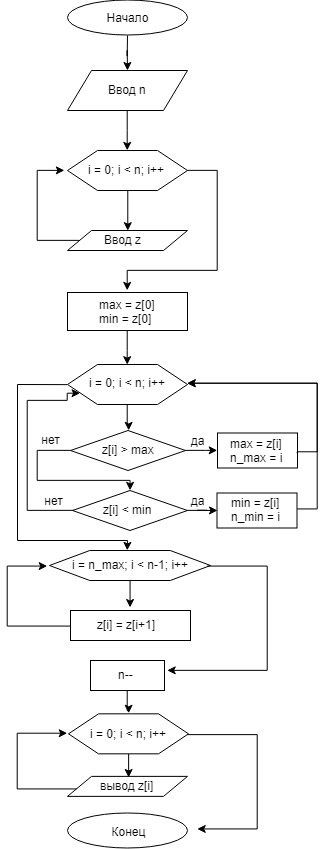 Начало
Ввод n
i = 0; i < n; i++
Ввод z
max = z[0]
min = z[0]
i = 0; i < n; i++
нет
z[i] > max
да
max = z[i]
n_max = i
нет
z[i] < min
да
min = z[i]
n_min = i
i = n_max; i < n-1; i++
z[i] = z[i+1]
n--
i = 0; i < n; i++
вывод z[i]
Конец